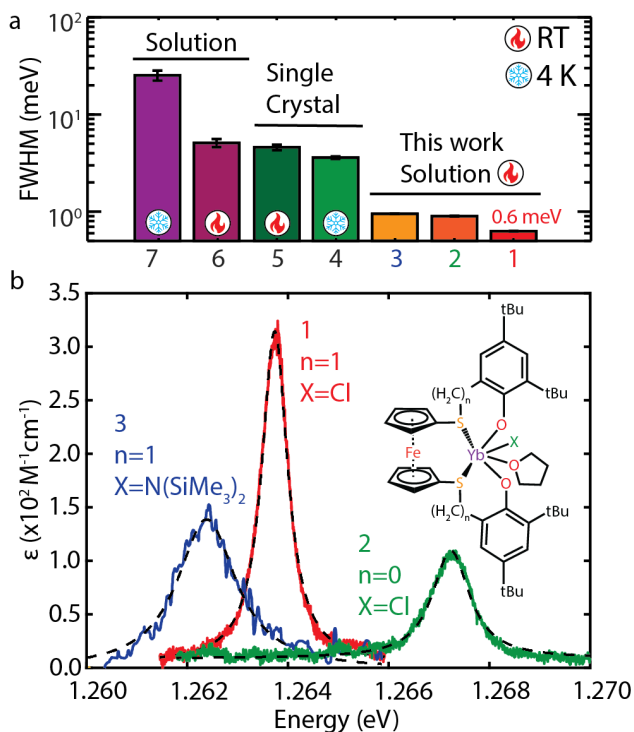 a
10²
10¹
10⁰
FWHM (meV)
Solution
Single
Crystal
This work
Solution
RT
4 K
0.6 meV
7 6 5 4 3 2 1
b
3.5
3.0
2.5
2.0
1.5
1.0
0.5
0.0
ε (x10² M⁻¹cm⁻¹)
1
n=1
X=Cl
3
n=1
X=N(SiMe₃)₂
2
n=0
X=Cl
tBu
(H₂C)ₙ
tBu
S
O
X
Fe
Yb
O
S
O
(H₂C)ₙ
tBu
tBu
1.260 1.262 1.264 1.266 1.268 1.270
Energy (eV)